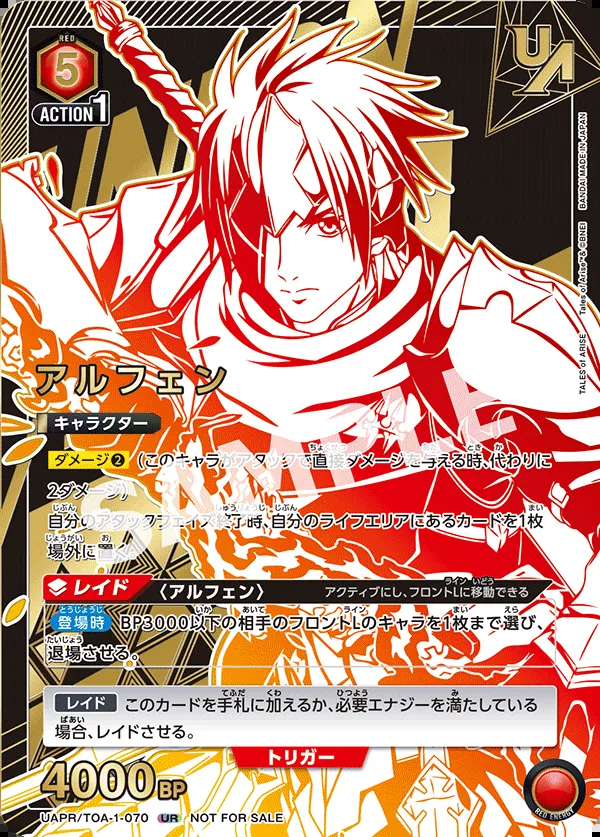 RED
5
ACTION 1
UA
BANDAI MADE IN JAPAN
TALES of ARISE Tales of Arise™& ©BNEI
アルフェン
キャラクター
ダメージ❷ (このキャラがアタックで直接ダメージを与える時、代わりに
2ダメージ)
自分のアタックフェイズ終了時、自分のライフエリアにあるカードを1枚
場外に置く。
レイド 〈アルフェン〉 アクティブにし、フロントLに移動できる
登場時 BP3000以下の相手のフロントLのキャラを1枚まで選び、
退場させる。
レイド このカードを手札に加えるか、必要エナジーを満たしている
場合、レイドさせる。
トリガー
4000BP
RED ENERGY
UAPR/TOA-1-070 UR NOT FOR SALE
SAMPLE